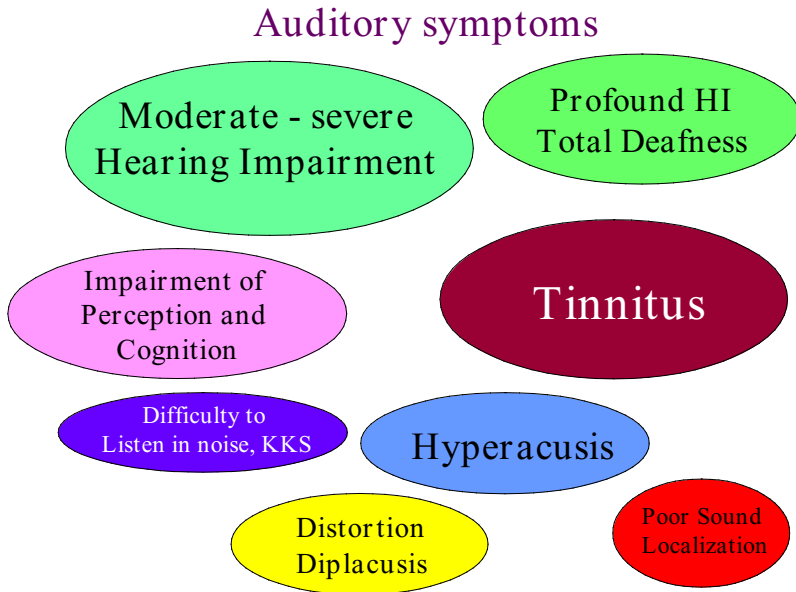 Auditory symptoms
Moderate - severe
Hearing Impairment
Profound HI
Total Deafness
Impairment of
Perception and
Cognition
Tinnitus
Difficulty to
Listen in noise, KKS
Hyperacusis
Distortion
Diplacusis
Poor Sound
Localization